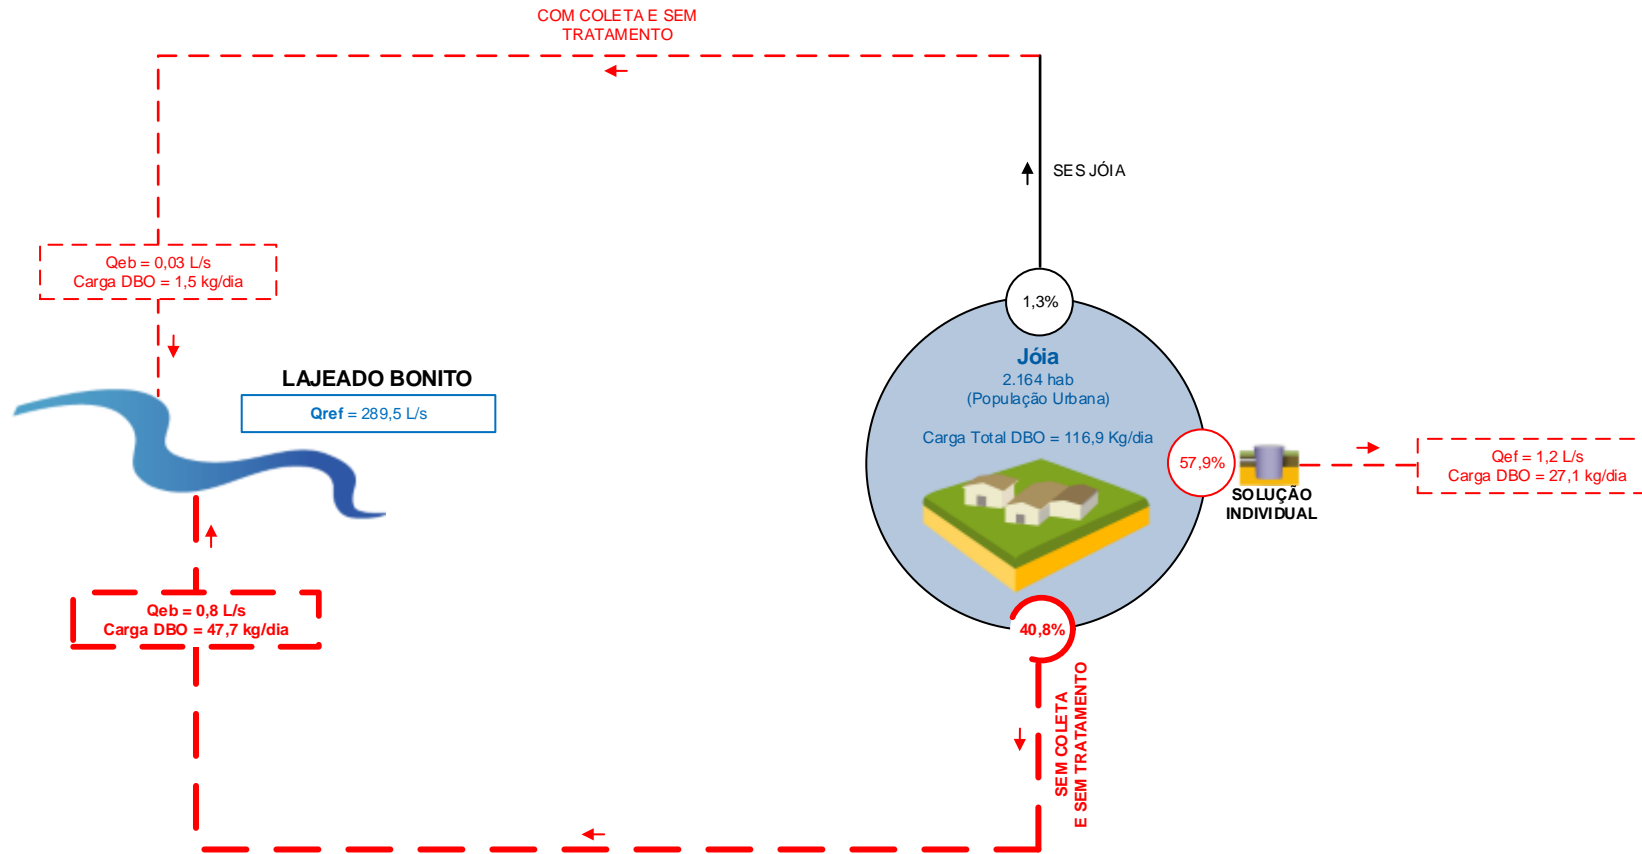 COM COLETA E SEM
TRATAMENTO
SES JÓIA
Qeb = 0,03 L/s
Carga DBO = 1,5 kg/dia
1,3%
Jóia
2.164 hab
(População Urbana)
Carga Total DBO = 116,9 Kg/dia
LAJEADO BONITO
Qref = 289,5 L/s
57,9%
SOLUÇÃO
INDIVIDUAL
Qef = 1,2 L/s
Carga DBO = 27,1 kg/dia
Qeb = 0,8 L/s
Carga DBO = 47,7 kg/dia
40,8%
SEM COLETA
E SEM TRATAMENTO